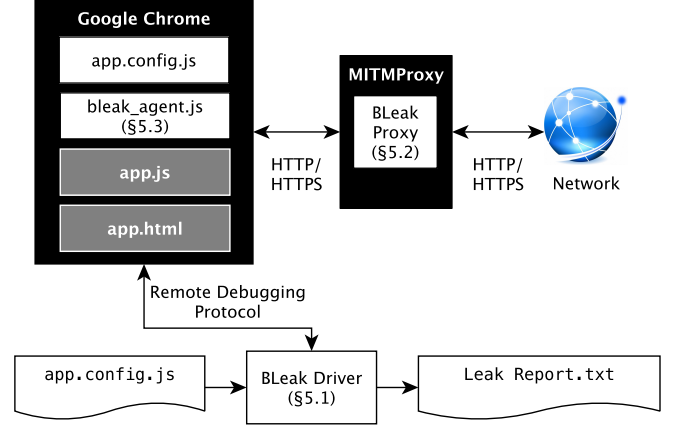 Google Chrome
app.config.js
bleak_agent.js
(§5.3)
app.js
app.html
MITMProxy
BLeak
Proxy
(§5.2)
HTTP/
HTTPS
HTTP/
HTTPS
Network
Remote Debugging
Protocol
app.config.js
BLeak Driver
(§5.1)
Leak Report.txt